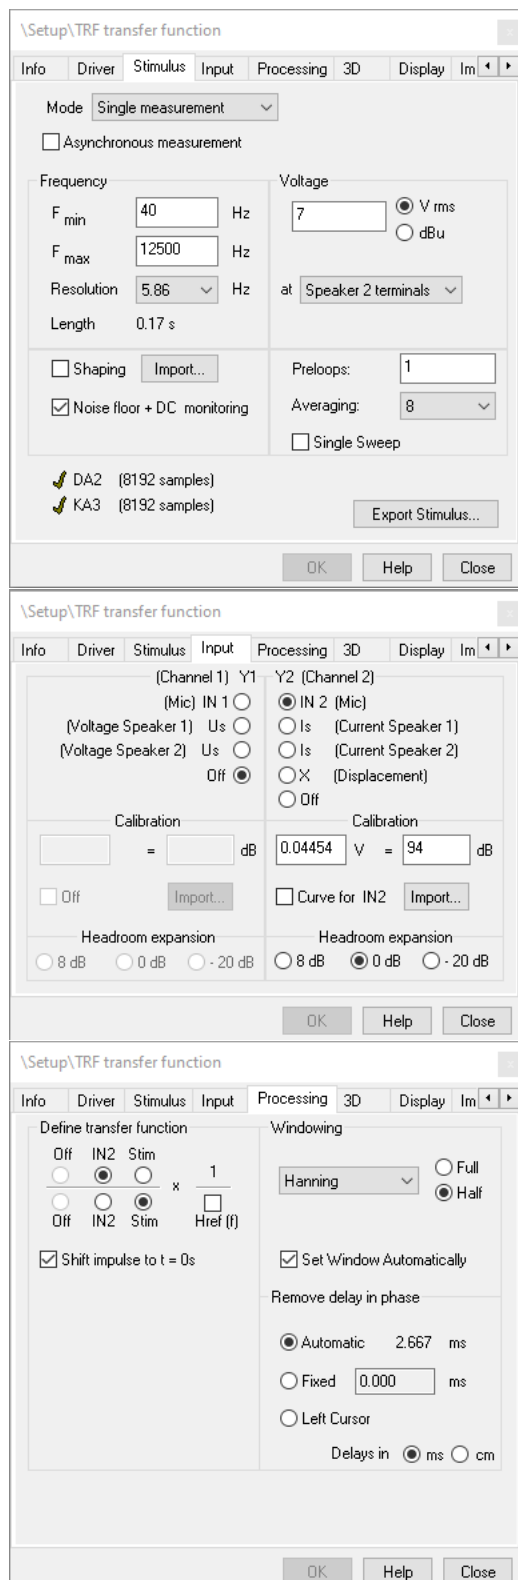 \Setup\TRF transfer function
Info Driver Stimulus Input Processing 3D Display Im
Mode Single measurement
Asynchronous measurement
Frequency Voltage
F min 40 Hz 7 V rms
dBu
F max 12500 Hz
Resolution 5.86 Hz at Speaker 2 terminals
Length 0.17 s
Shaping Import... Preloops: 1
Noise floor + DC monitoring Averaging: 8
Single Sweep
DA2 (8192 samples)
KA3 (8192 samples)
Export Stimulus...
OK Help Close
\Setup\TRF transfer function
Info Driver Stimulus Input Processing 3D Display Im
(Channel 1) Y1 Y2 (Channel 2)
(Mic) IN 1 IN 2 (Mic)
(Voltage Speaker 1) Us Is (Current Speaker 1)
(Voltage Speaker 2) Us Is (Current Speaker 2)
Off X (Displacement)
Off
Calibration Calibration
= dB 0.04454 V = 94 dB
Off Import... Curve for IN2 Import...
Headroom expansion Headroom expansion
8 dB 0 dB - 20 dB 8 dB 0 dB - 20 dB
OK Help Close
\Setup\TRF transfer function
Info Driver Stimulus Input Processing 3D Display Im
Define transfer function Windowing
Off IN2 Stim Full
x 1 Hanning Half
Off IN2 Stim Href (f)
Shift impulse to t = 0s Set Window Automatically
Remove delay in phase
Automatic 2.667 ms
Fixed 0.000 ms
Left Cursor
Delays in ms cm
OK Help Close